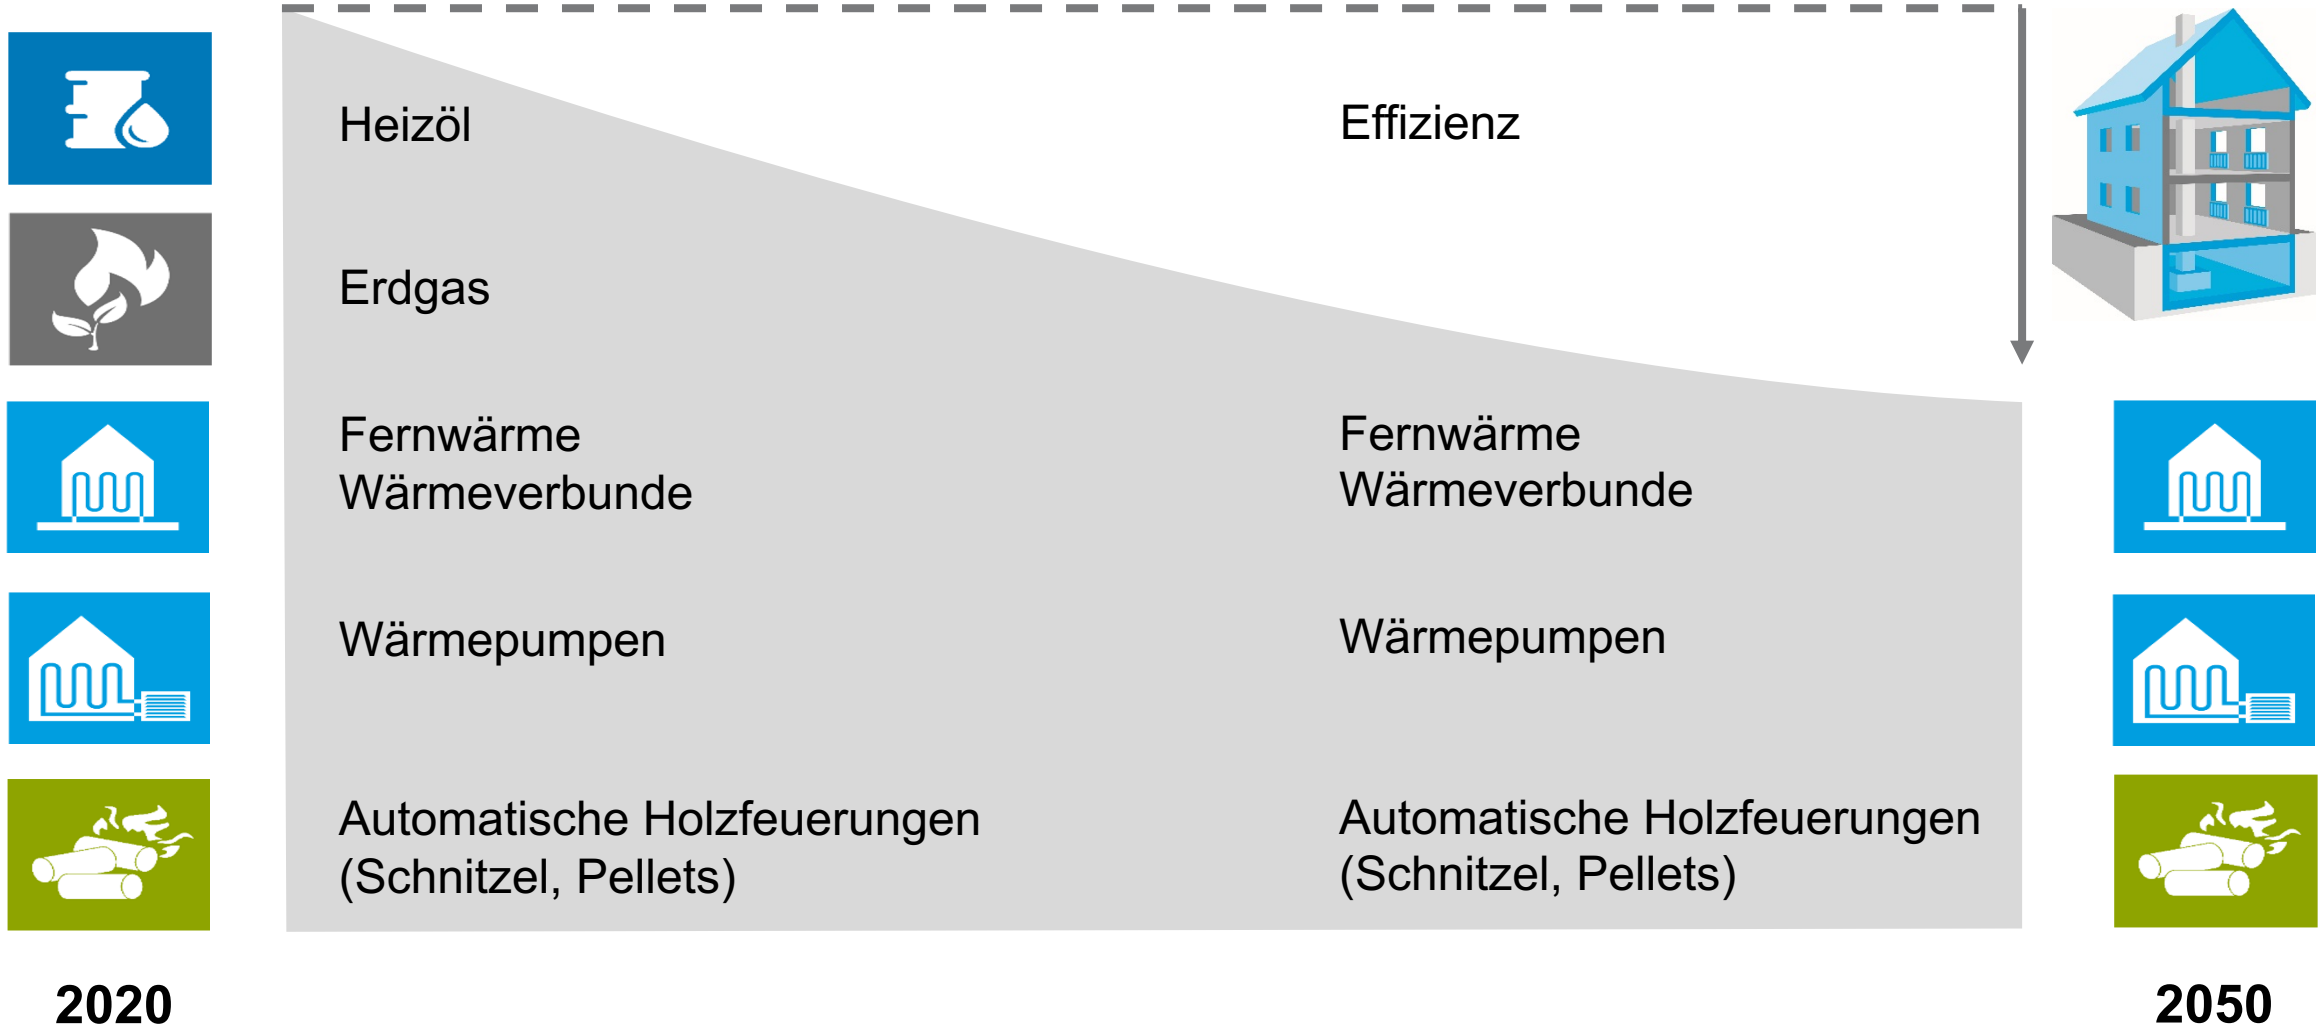 Heizöl
Erdgas
Fernwärme
Wärmeverbunde
Wärmepumpen
Automatische Holzfeuerungen
(Schnitzel, Pellets)
2020
Effizienz
Fernwärme
Wärmeverbunde
Wärmepumpen
Automatische Holzfeuerungen
(Schnitzel, Pellets)
2050